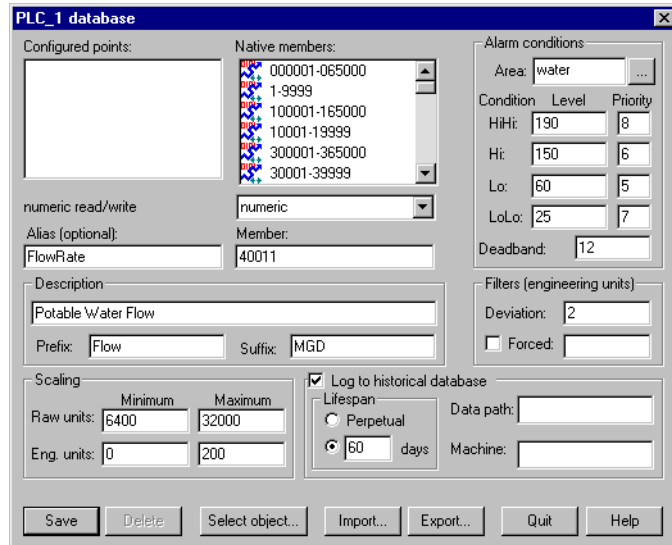 PLC_1 database
Configured points:
Native members:
000001-065000
1-9999
100001-165000
10001-19999
300001-365000
30001-39999
numeric read/write
numeric
Alias (optional):
Member:
FlowRate
40011
Alarm conditions
Area: water ...
Condition Level Priority
HiHi: 190 8
Hi: 150 6
Lo: 60 5
LoLo: 25 7
Deadband: 12
Description
Potable Water Flow
Prefix: Flow Suffix: MGD
Filters (engineering units)
Deviation: 2
Forced:
Scaling
Minimum Maximum
Raw units: 6400 32000
Eng. units: 0 200
Log to historical database
Lifespan
Perpetual
60 days
Data path:
Machine:
Save Delete Select object... Import... Export... Quit Help